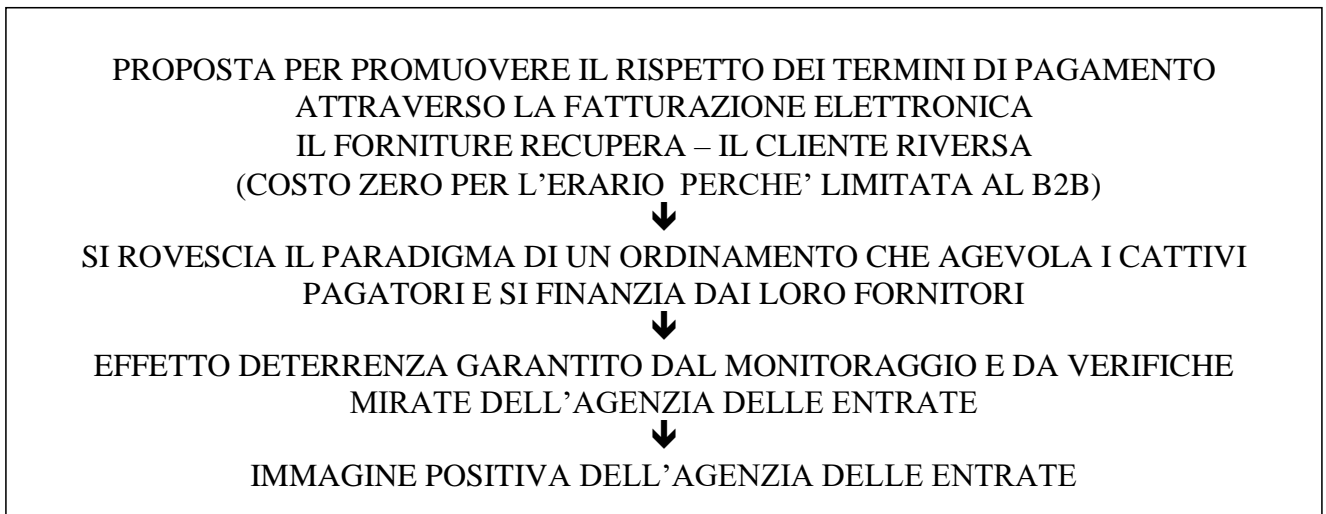 PROPOSTA PER PROMUOVERE IL RISPETTO DEI TERMINI DI PAGAMENTO
ATTRAVERSO LA FATTURAZIONE ELETTRONICA
IL FORNITURE RECUPERA – IL CLIENTE RIVERSA
(COSTO ZERO PER L'ERARIO PERCHE' LIMITATA AL B2B)
🡻
SI ROVESCIA IL PARADIGMA DI UN ORDINAMENTO CHE AGEVOLA I CATTIVI
PAGATORI E SI FINANZIA DAI LORO FORNITORI
🡻
EFFETTO DETERRENZA GARANTITO DAL MONITORAGGIO E DA VERIFICHE
MIRATE DELL'AGENZIA DELLE ENTRATE
🡻
IMMAGINE POSITIVA DELL'AGENZIA DELLE ENTRATE